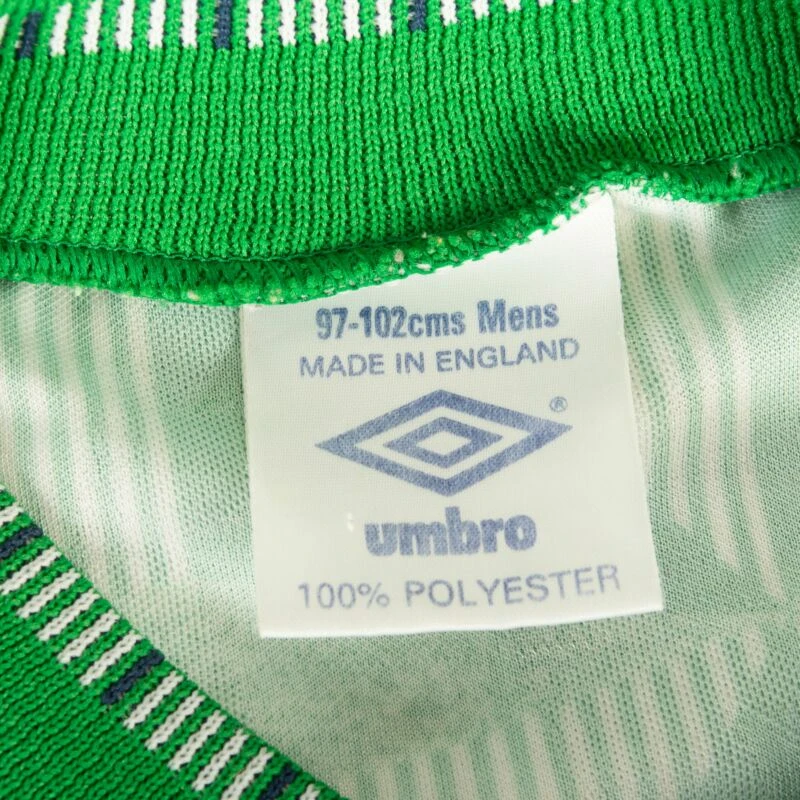 97-102cms Mens
MADE IN ENGLAND
®
umbro
100% POLYESTER